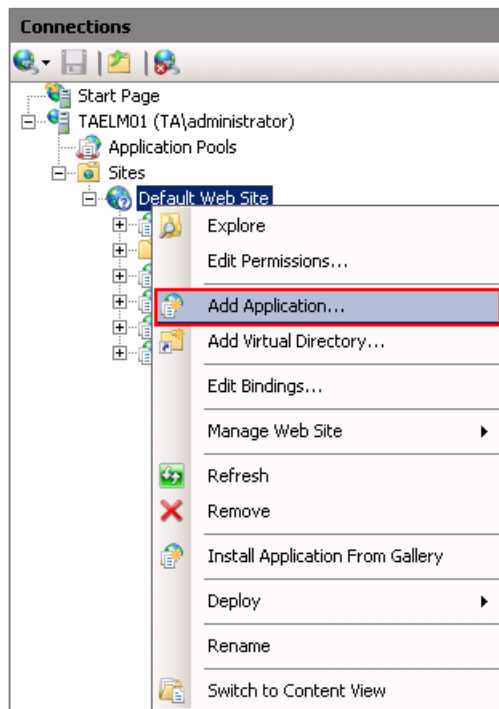 Connections
Start Page
TAELM01 (TA\administrator)
Application Pools
Sites
Default Web Site
Explore
Edit Permissions...
Add Application...
Add Virtual Directory...
Edit Bindings...
Manage Web Site
Refresh
Remove
Install Application From Gallery
Deploy
Rename
Switch to Content View